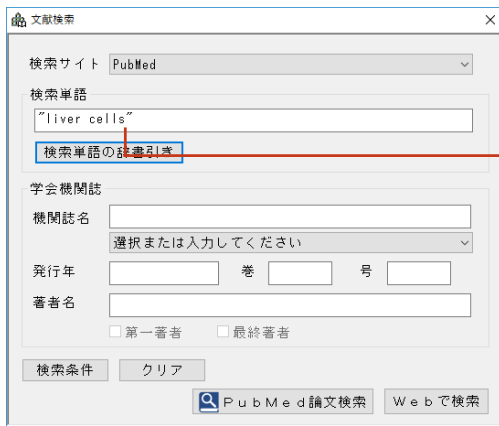 文献検索
検索サイト PubMed
検索単語
"liver cells"
検索単語の辞書引き
学会機関誌
機関誌名
選択または入力してください
発行年 巻 号
著者名
第一著者 最終著者
検索条件 クリア
PubMed論文検索 Webで検索